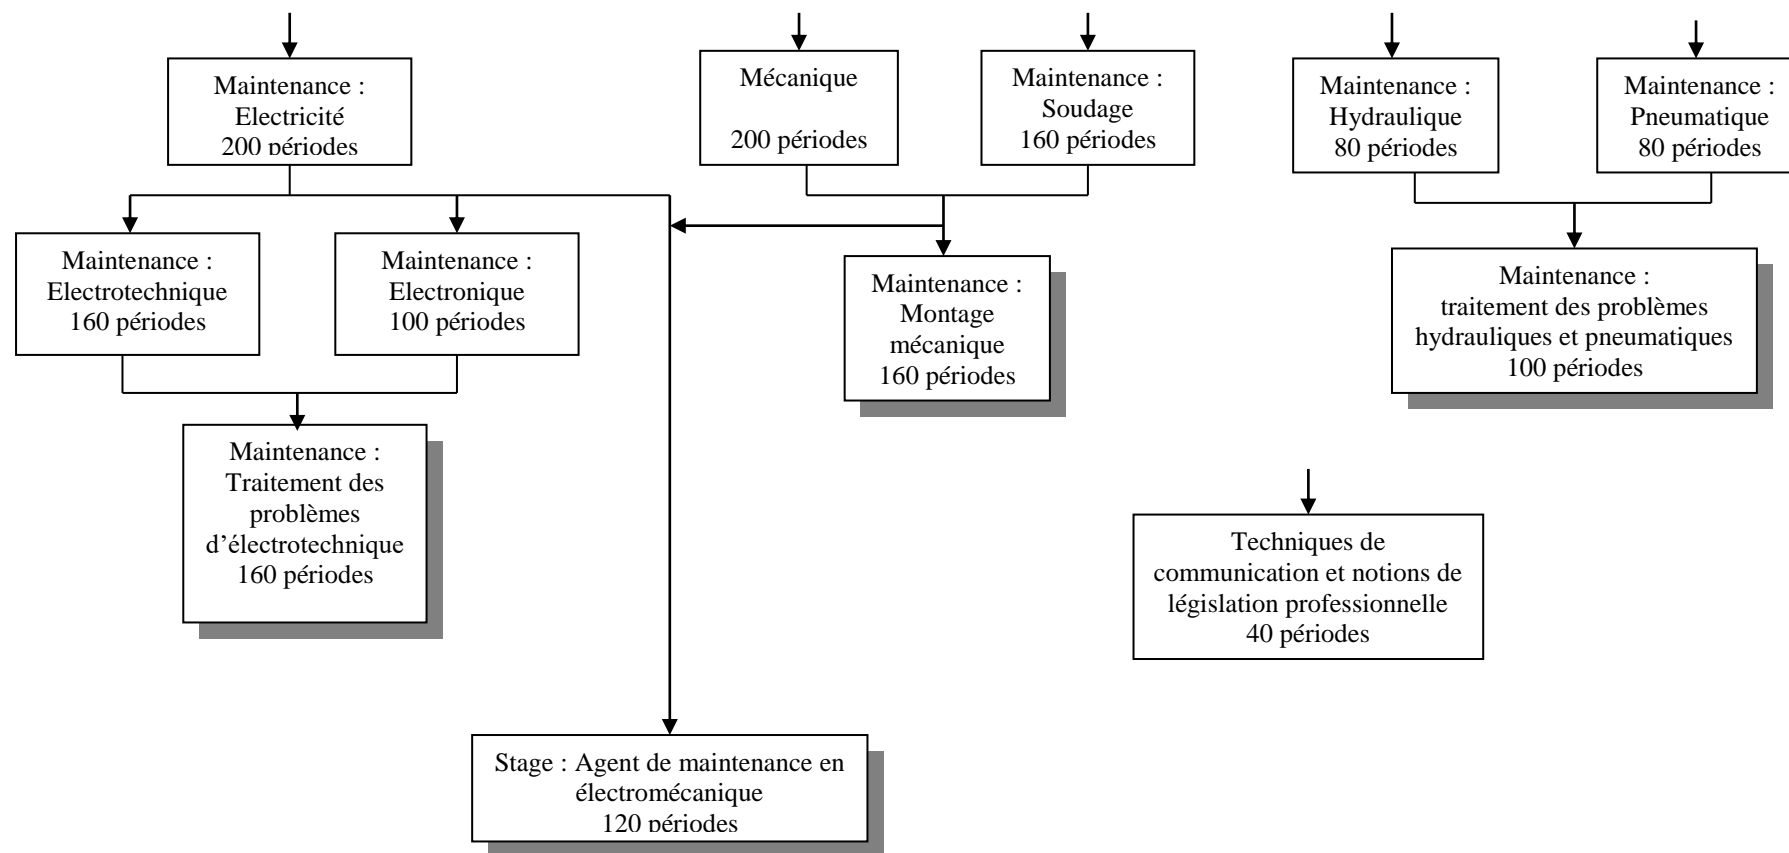 Maintenance :
Electricité
200 périodes
Mécanique
200 périodes
Maintenance :
Soudage
160 périodes
Maintenance :
Hydraulique
80 périodes
Maintenance :
Pneumatique
80 périodes
Maintenance :
Electrotechnique
160 périodes
Maintenance :
Electronique
100 périodes
Maintenance :
Montage
mécanique
160 périodes
Maintenance :
traitement des problèmes
hydrauliques et pneumatiques
100 périodes
Maintenance :
Traitement des
problèmes
d’électrotechnique
160 périodes
Techniques de
communication et notions de
législation professionnelle
40 périodes
Stage : Agent de maintenance en
électromécanique
120 périodes